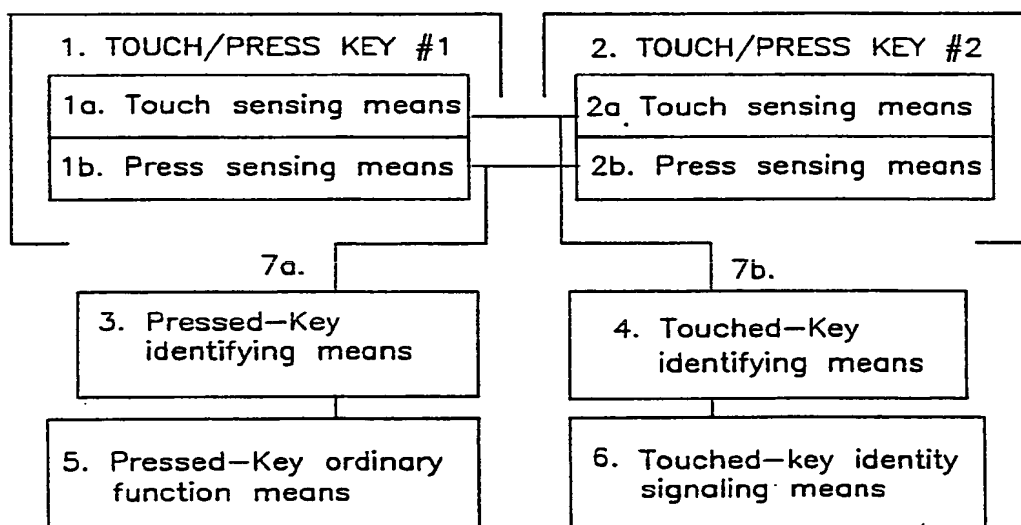 1. TOUCH/PRESS KEY #1
1a. Touch sensing means
1b. Press sensing means
2. TOUCH/PRESS KEY #2
2a. Touch sensing means
2b. Press sensing means
7a.
7b.
3. Pressed-Key
identifying means
4. Touched-Key
identifying means
5. Pressed-Key ordinary
function means
6. Touched-key identity
signaling means